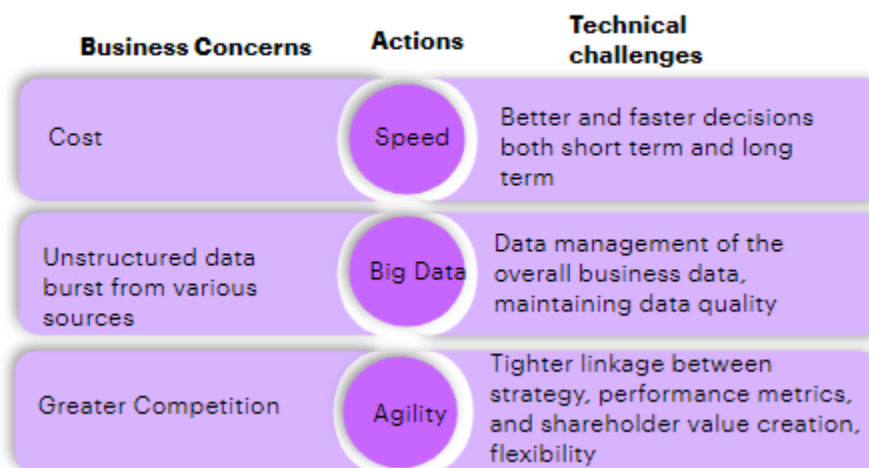 Business Concerns
Actions
Technical
challenges
Cost
Speed
Better and faster decisions
both short term and long
term
Unstructured data
burst from various
sources
Big Data
Data management of the
overall business data,
maintaining data quality
Greater Competition
Agility
Tighter linkage between
strategy, performance metrics,
and shareholder value creation,
flexibility